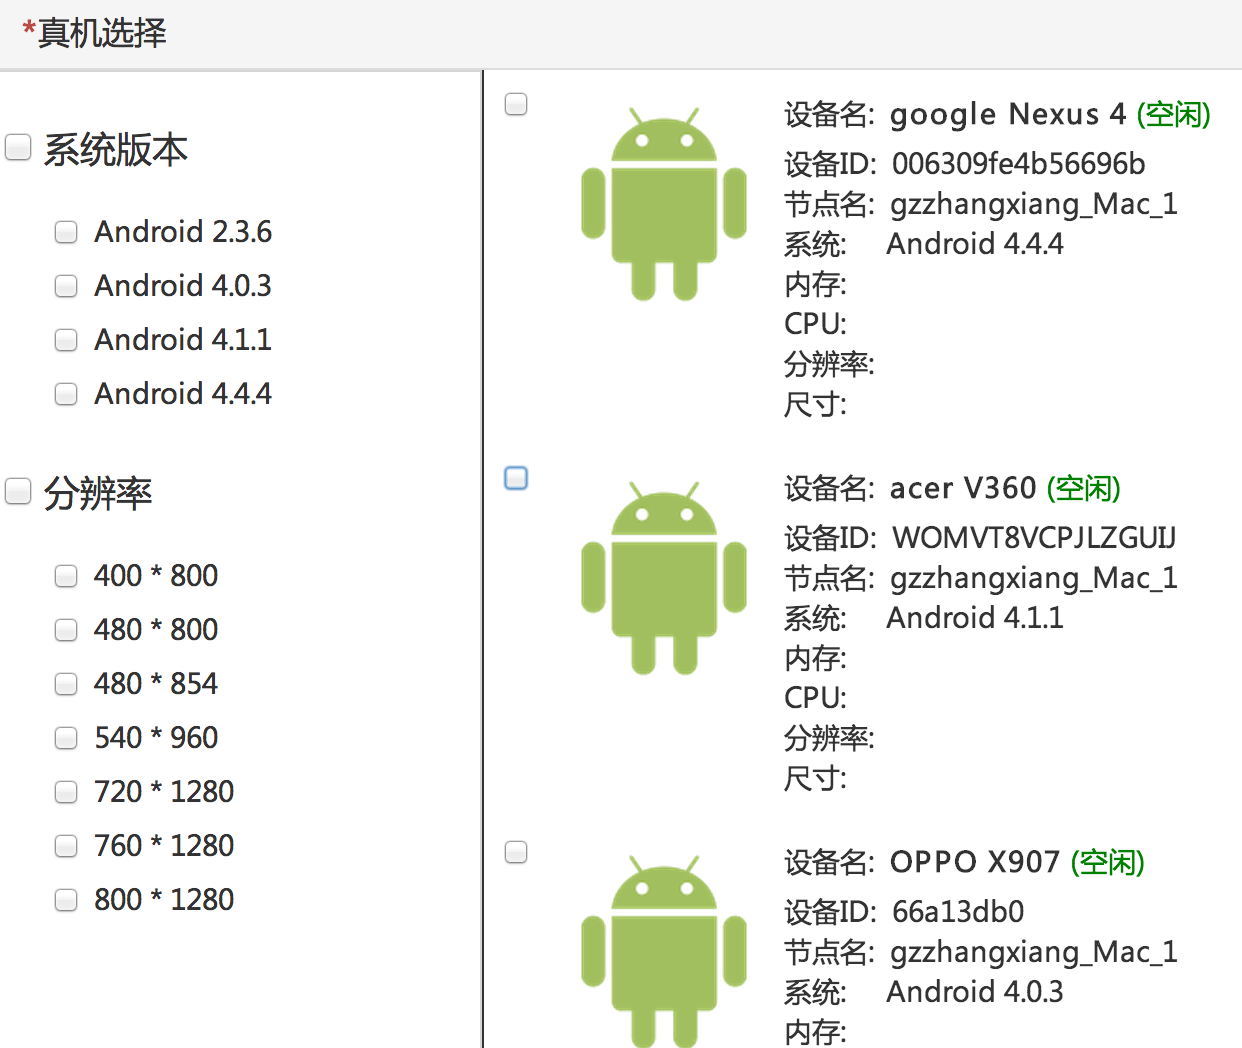 *真机选择
系统版本
Android 2.3.6
Android 4.0.3
Android 4.1.1
Android 4.4.4
分辨率
400 * 800
480 * 800
480 * 854
540 * 960
720 * 1280
760 * 1280
800 * 1280
设备名: google Nexus 4 (空闲)
设备ID: 006309fe4b56696b
节点名: gzzhangxiang_Mac_1
系统: Android 4.4.4
内存:
CPU:
分辨率:
尺寸:
设备名: acer V360 (空闲)
设备ID: WOMVT8VCPJLZGUIJ
节点名: gzzhangxiang_Mac_1
系统: Android 4.1.1
内存:
CPU:
分辨率:
尺寸:
设备名: OPPO X907 (空闲)
设备ID: 66a13db0
节点名: gzzhangxiang_Mac_1
系统: Android 4.0.3
内存: